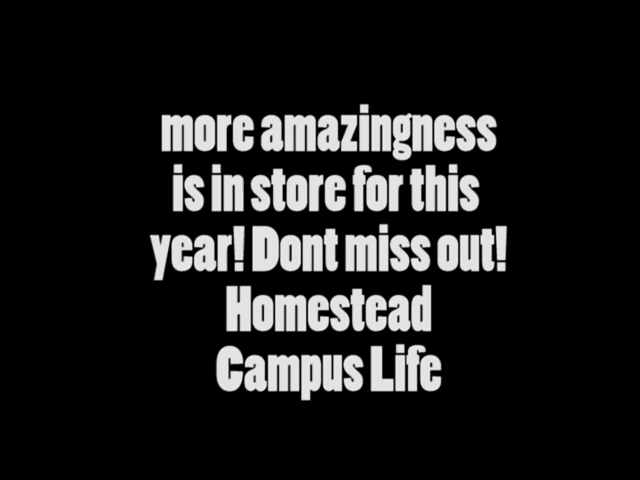 more amazingness
is in store for this
year! Dont miss out!
Homestead
Campus Life